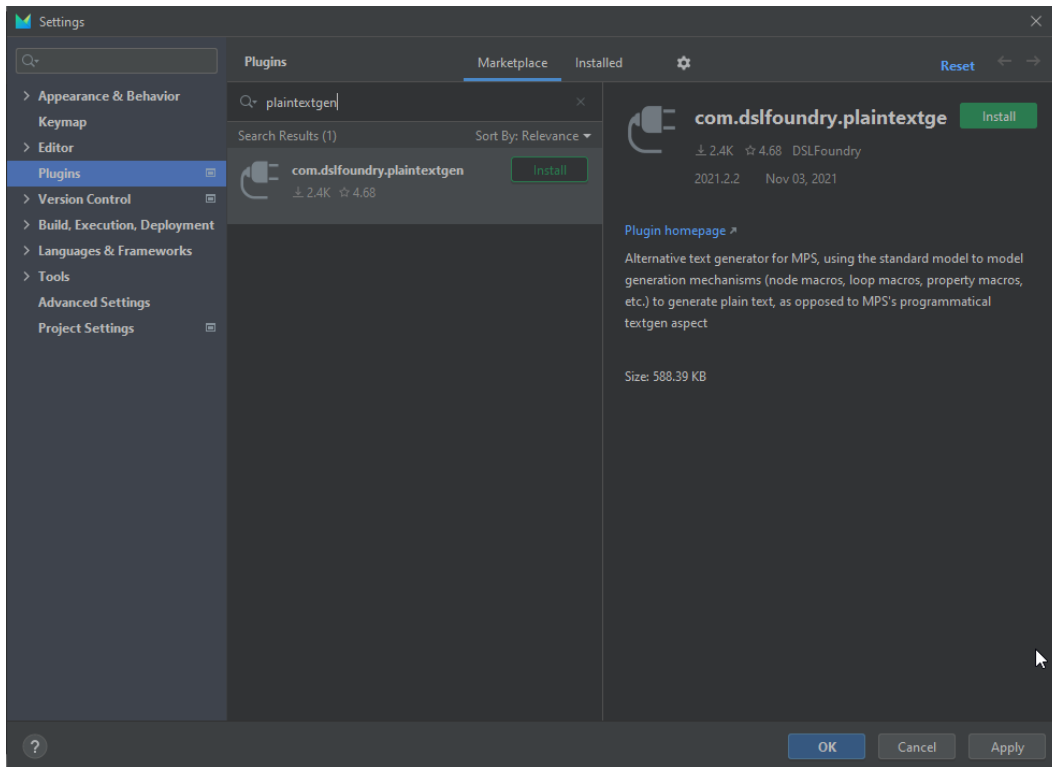 Settings
Plugins
Marketplace
Installed
Reset
Appearance & Behavior
Keymap
Editor
Plugins
Version Control
Build, Execution, Deployment
Languages & Frameworks
Tools
Advanced Settings
Project Settings
plaintextgen
Search Results (1)
Sort By: Relevance
com.dslfoundry.plaintextgen
Install
2.4K 4.68
com.dslfoundry.plaintextge
Install
2.4K 4.68 DSLFoundry
2021.2.2 Nov 03, 2021
Plugin homepage
Alternative text generator for MPS, using the standard model to model
generation mechanisms (node macros, loop macros, property macros,
etc.) to generate plain text, as opposed to MPS's programmatical
textgen aspect
Size: 588.39 KB
?
OK
Cancel
Apply